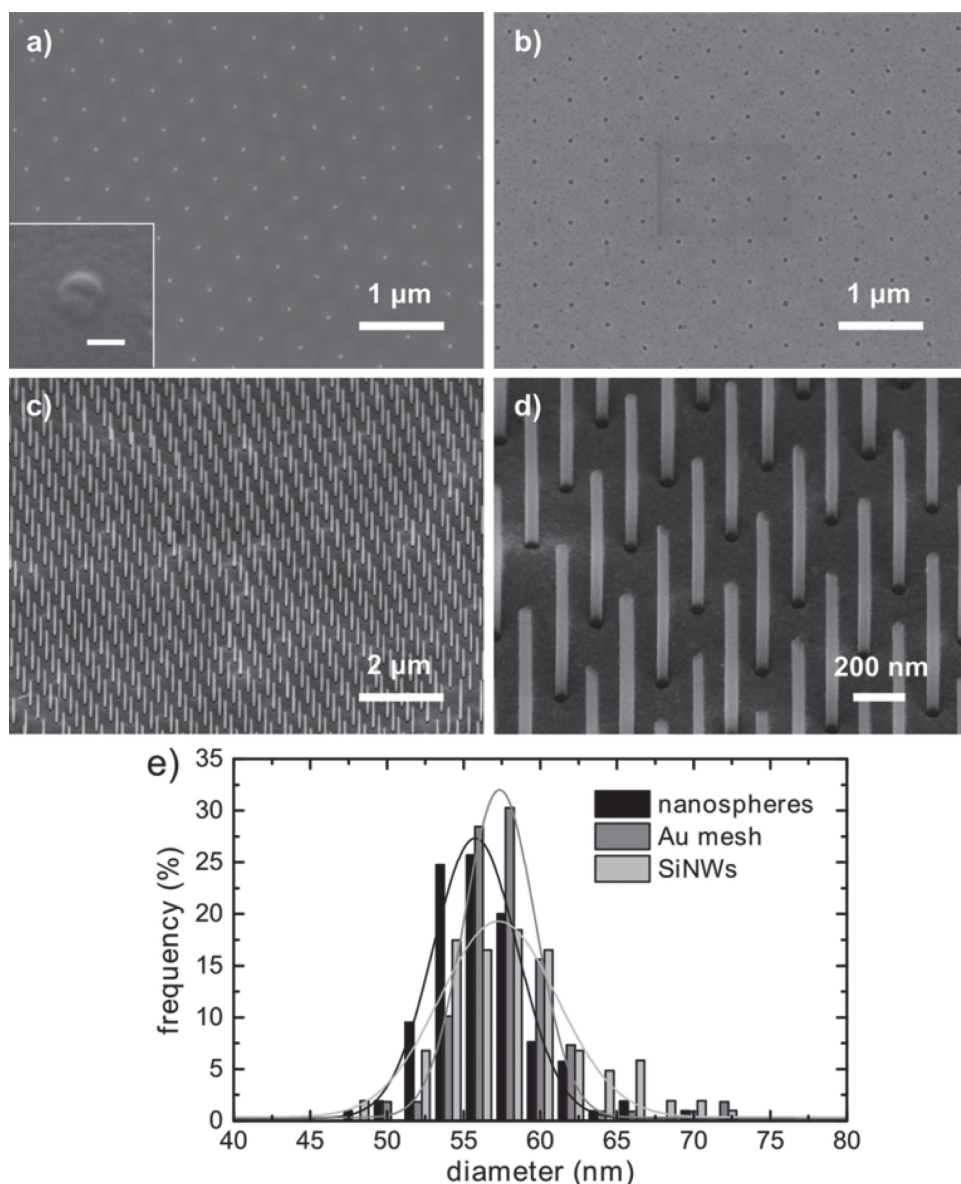 a)
1 µm
b)
1 µm
c)
2 µm
d)
200 nm
e)
35
30
25
20
15
10
5
0
frequency (%)
nanospheres
Au mesh
SiNWs
40 45 50 55 60 65 70 75 80
diameter (nm)